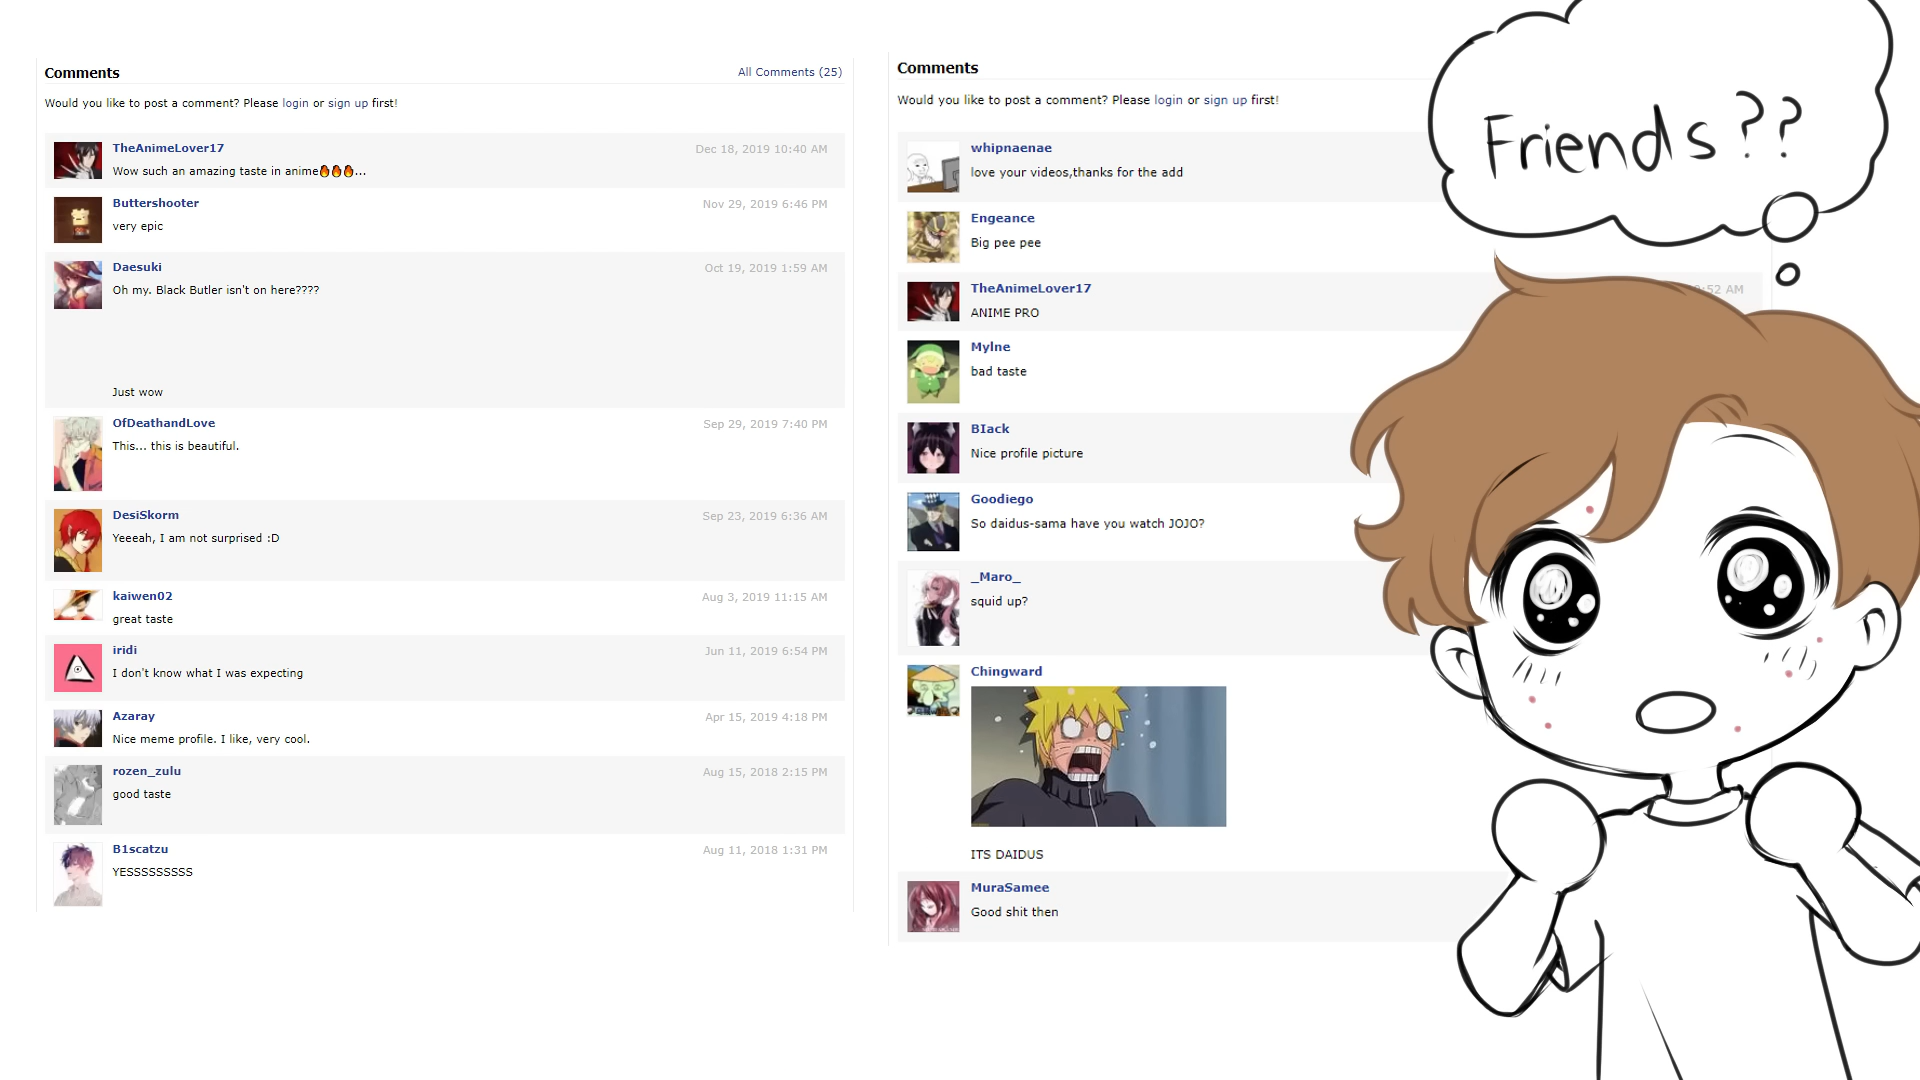 Comments
All Comments (25)
Would you like to post a comment? Please login or sign up first!
TheAnimeLover17
Dec 18, 2019 10:40 AM
Wow such an amazing taste in anime🔥🔥🔥...
Buttershooter
Nov 29, 2019 6:46 PM
very epic
Daesuki
Oct 19, 2019 1:59 AM
Oh my. Black Butler isn't on here????
Just wow
OfDeathandLove
Sep 29, 2019 7:40 PM
This... this is beautiful.
DesiSkorm
Sep 23, 2019 6:36 AM
Yeeeah, I am not surprised :D
kaiwen02
Aug 3, 2019 11:15 AM
great taste
iridi
Jun 11, 2019 6:54 PM
I don't know what I was expecting
Azaray
Apr 15, 2019 4:18 PM
Nice meme profile. I like, very cool.
rozen_zulu
Aug 15, 2018 2:15 PM
good taste
B1scatzu
Aug 11, 2018 1:31 PM
YESSSSSSSSS
Comments
Would you like to post a comment? Please login or sign up first!
whipnaenae
love your videos,thanks for the add
Engeance
Big pee pee
TheAnimeLover17
:52 AM
ANIME PRO
Mylne
bad taste
BIack
Nice profile picture
Goodiego
So daidus-sama have you watch JOJO?
_Maro_
squid up?
Chingward
ITS DAIDUS
MuraSamee
Good shit then
Friends??